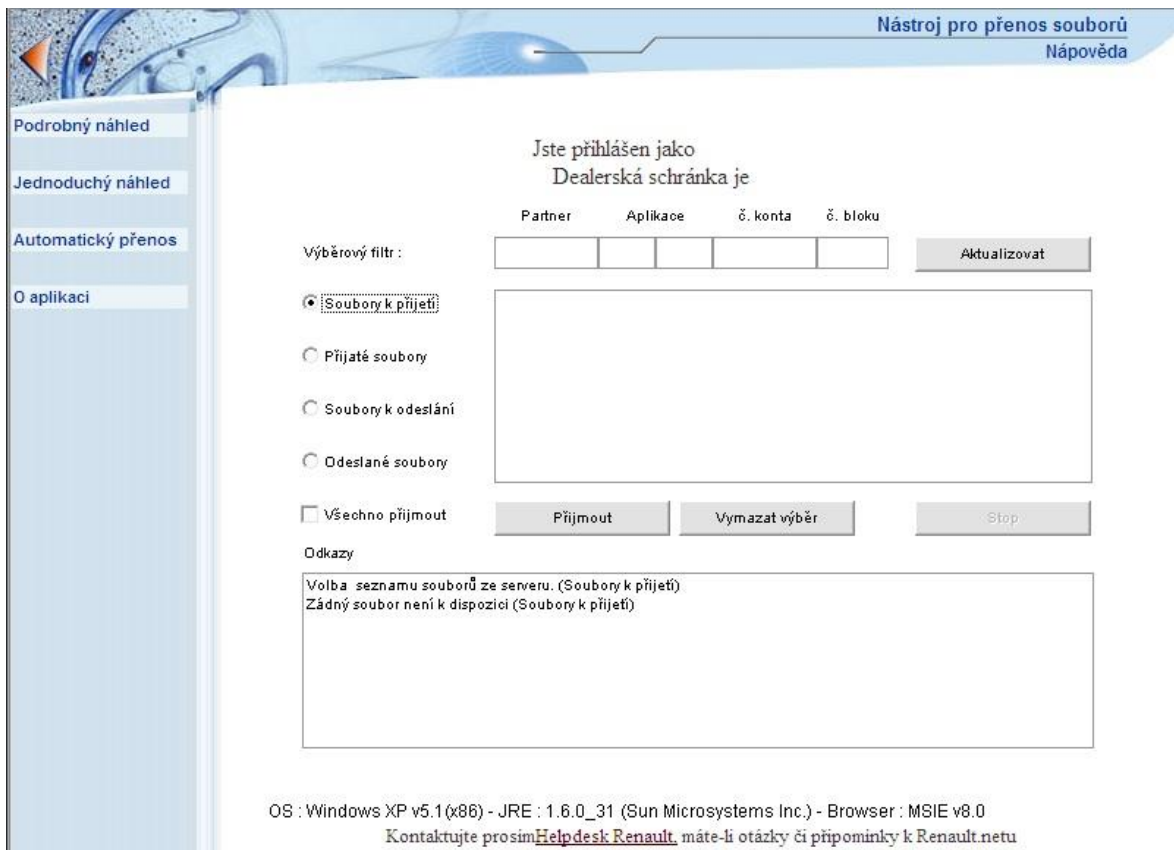 Nástroj pro přenos souborů
Nápověda
Podrobný náhled
Jednoduchý náhled
Automatický přenos
O aplikaci
Jste přihlášen jako
Dealerská schránka je
Partner Aplikace č. konta č. bloku
Výběrový filtr : Aktualizovat
Soubory k přijetí
Přijaté soubory
Soubory k odeslání
Odeslané soubory
Všechno přijmout Přijmout Vymazat výběr Stop
Odkazy
Volba seznamu souborů ze serveru. (Soubory k přijetí)
Zádný soubor není k dispozici (Soubory k přijetí)
OS : Windows XP v5.1(x86) - JRE : 1.6.0_31 (Sun Microsystems Inc.) - Browser : MSIE v8.0
Kontaktujte prosímHelpdesk Renault, máte-li otázky či připomínky k Renault.netu